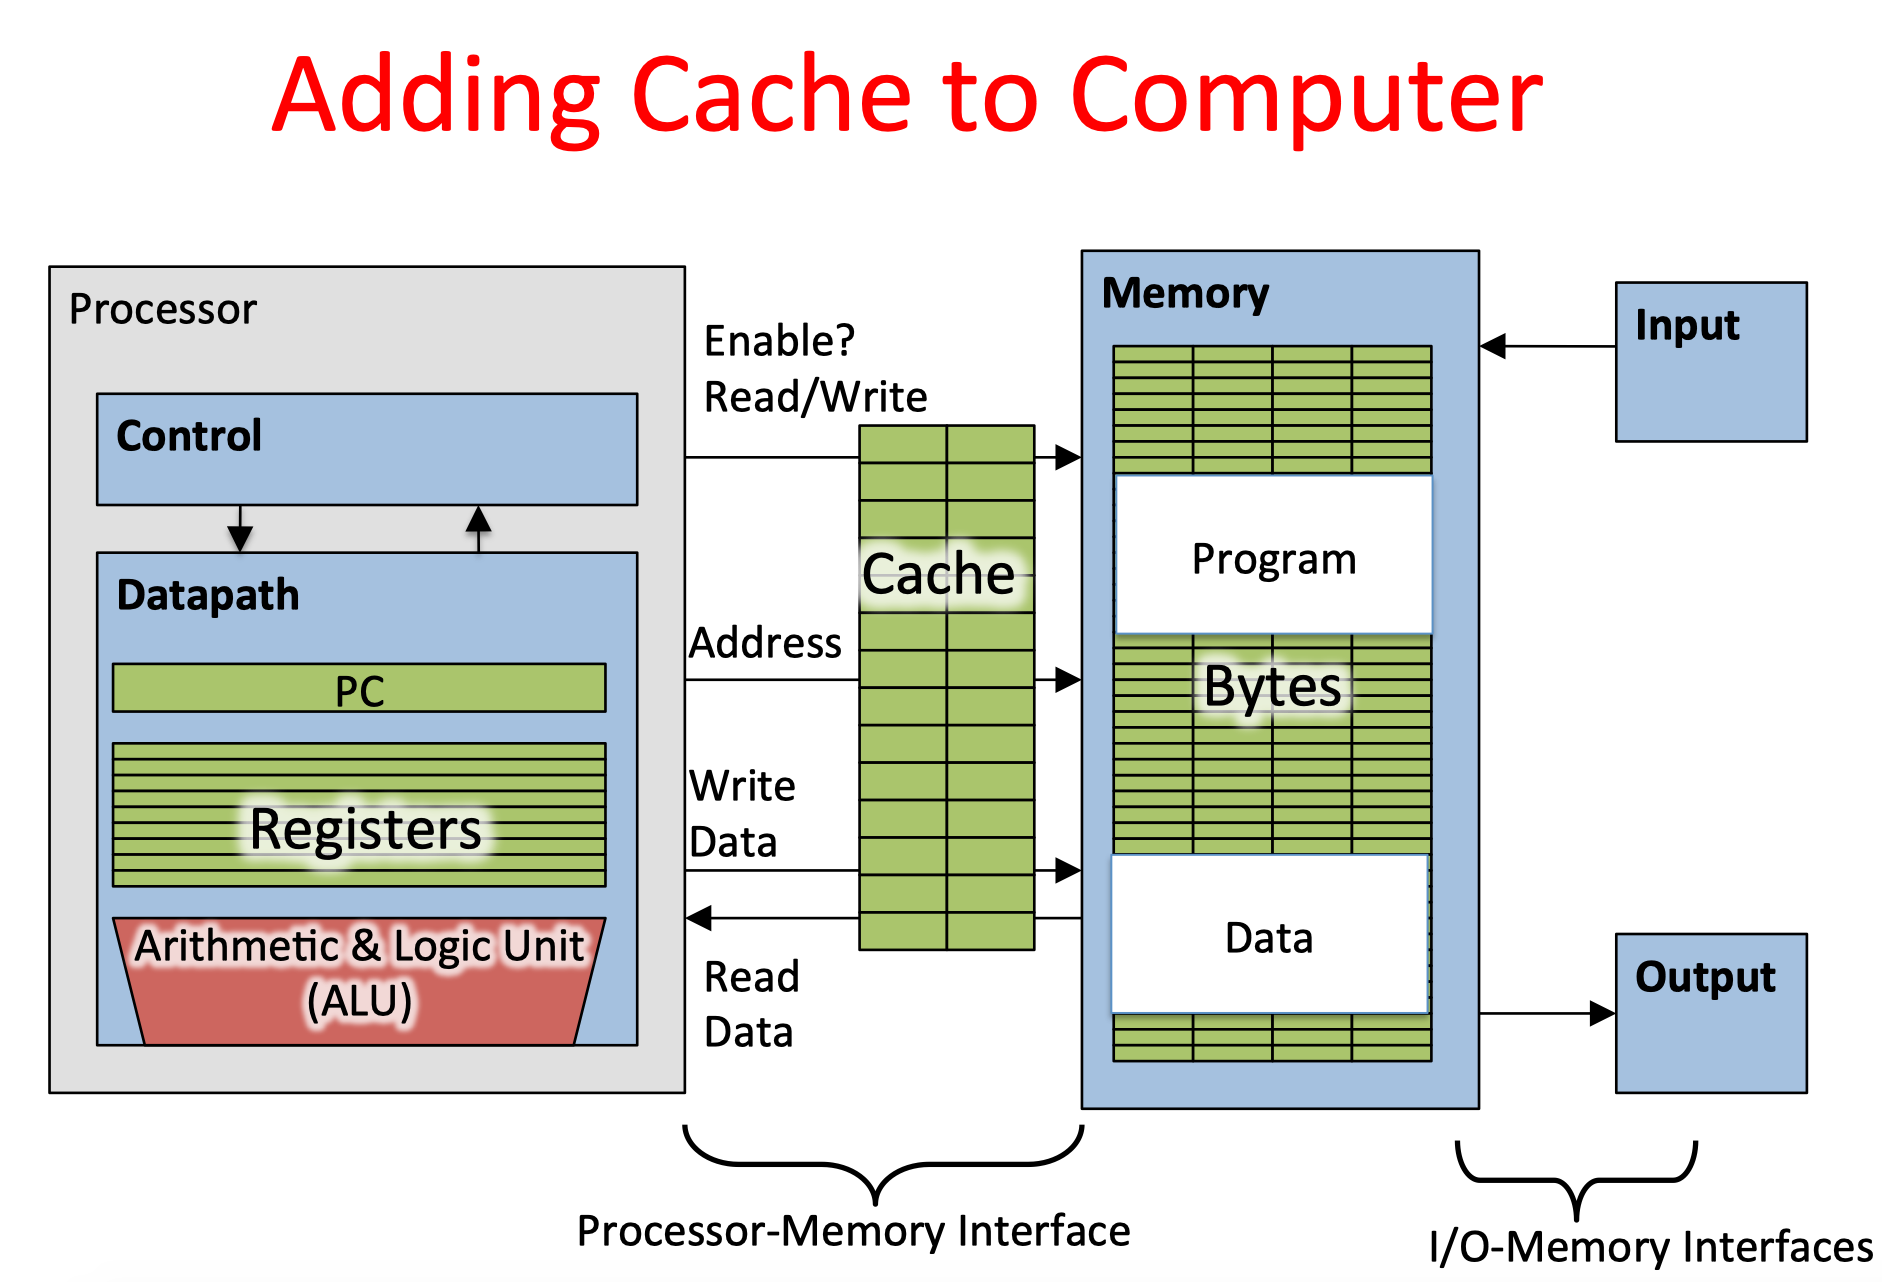 Adding Cache to Computer
Processor
Control
Datapath
PC
Registers
Arithmetic & Logic Unit
(ALU)
Enable?
Read/Write
Address
Write
Data
Read
Data
Cache
Memory
Program
Bytes
Data
Input
Output
Processor-Memory Interface
I/O-Memory Interfaces